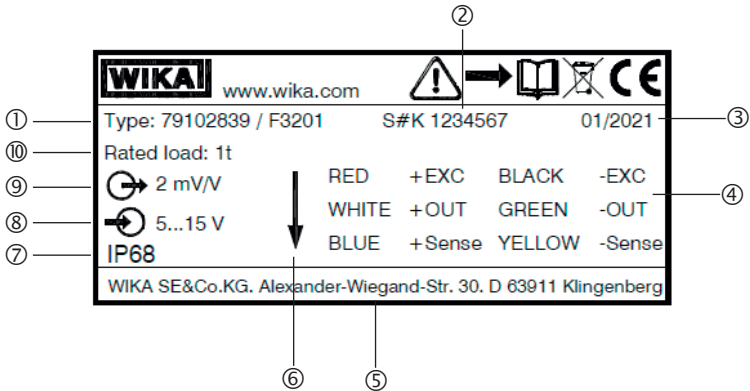 ②
WIKA www.wika.com CE
① Type: 79102839 / F3201 S#K 1234567 01/2021 ③
⑩ Rated load: 1t
⑨ 2 mV/V RED +EXC BLACK -EXC ④
⑧ 5...15 V WHITE +OUT GREEN -OUT
⑦ IP68 BLUE +Sense YELLOW -Sense
WIKA SE&Co.KG. Alexander-Wiegand-Str. 30. D 63911 Klingenberg
⑥ ⑤